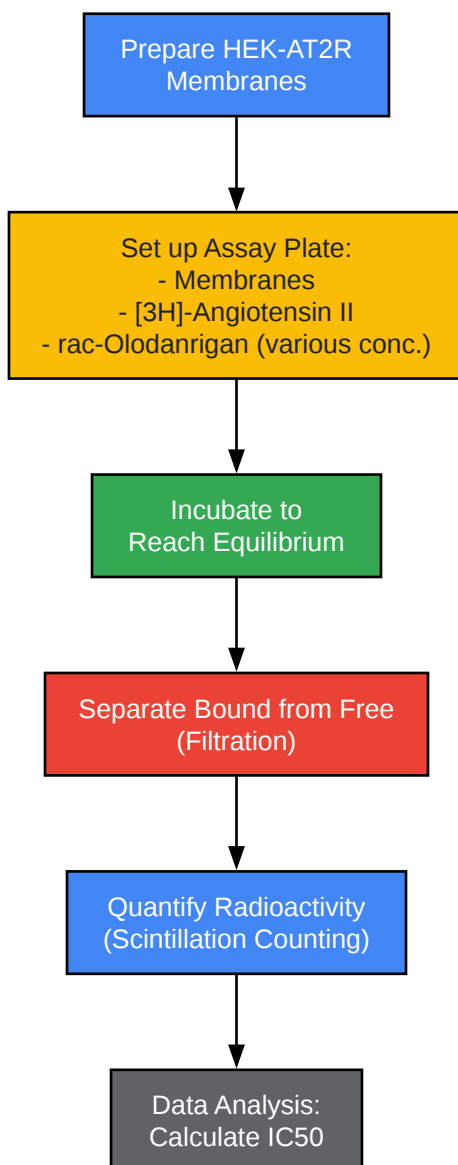 Prepare HEK-AT2R
Membranes
Set up Assay Plate:
- Membranes
- [3H]-Angiotensin II
- rac-Olodanrigan (various conc.)
Incubate to
Reach Equilibrium
Separate Bound from Free
(Filtration)
Quantify Radioactivity
(Scintillation Counting)
Data Analysis:
Calculate IC50